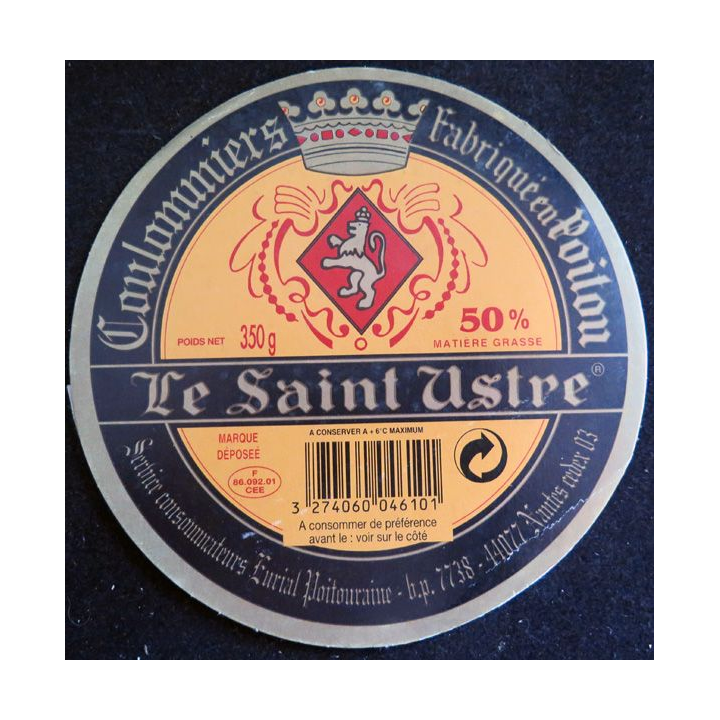 Coulommiers
Fabriqué en Poitou
POIDS NET 350 g
50 %
MATIÈRE GRASSE
Le Saint Ustre ®
MARQUE
DÉPOSEÉ
F
86.092.01
CEE
A CONSERVER A + 6°C MAXIMUM
3 274060 046101
A consommer de préférence
avant le : voir sur le côté
Service consommateurs Eurial Poitouraine - b.p. 7738 - 44077 Nantes cedex 03